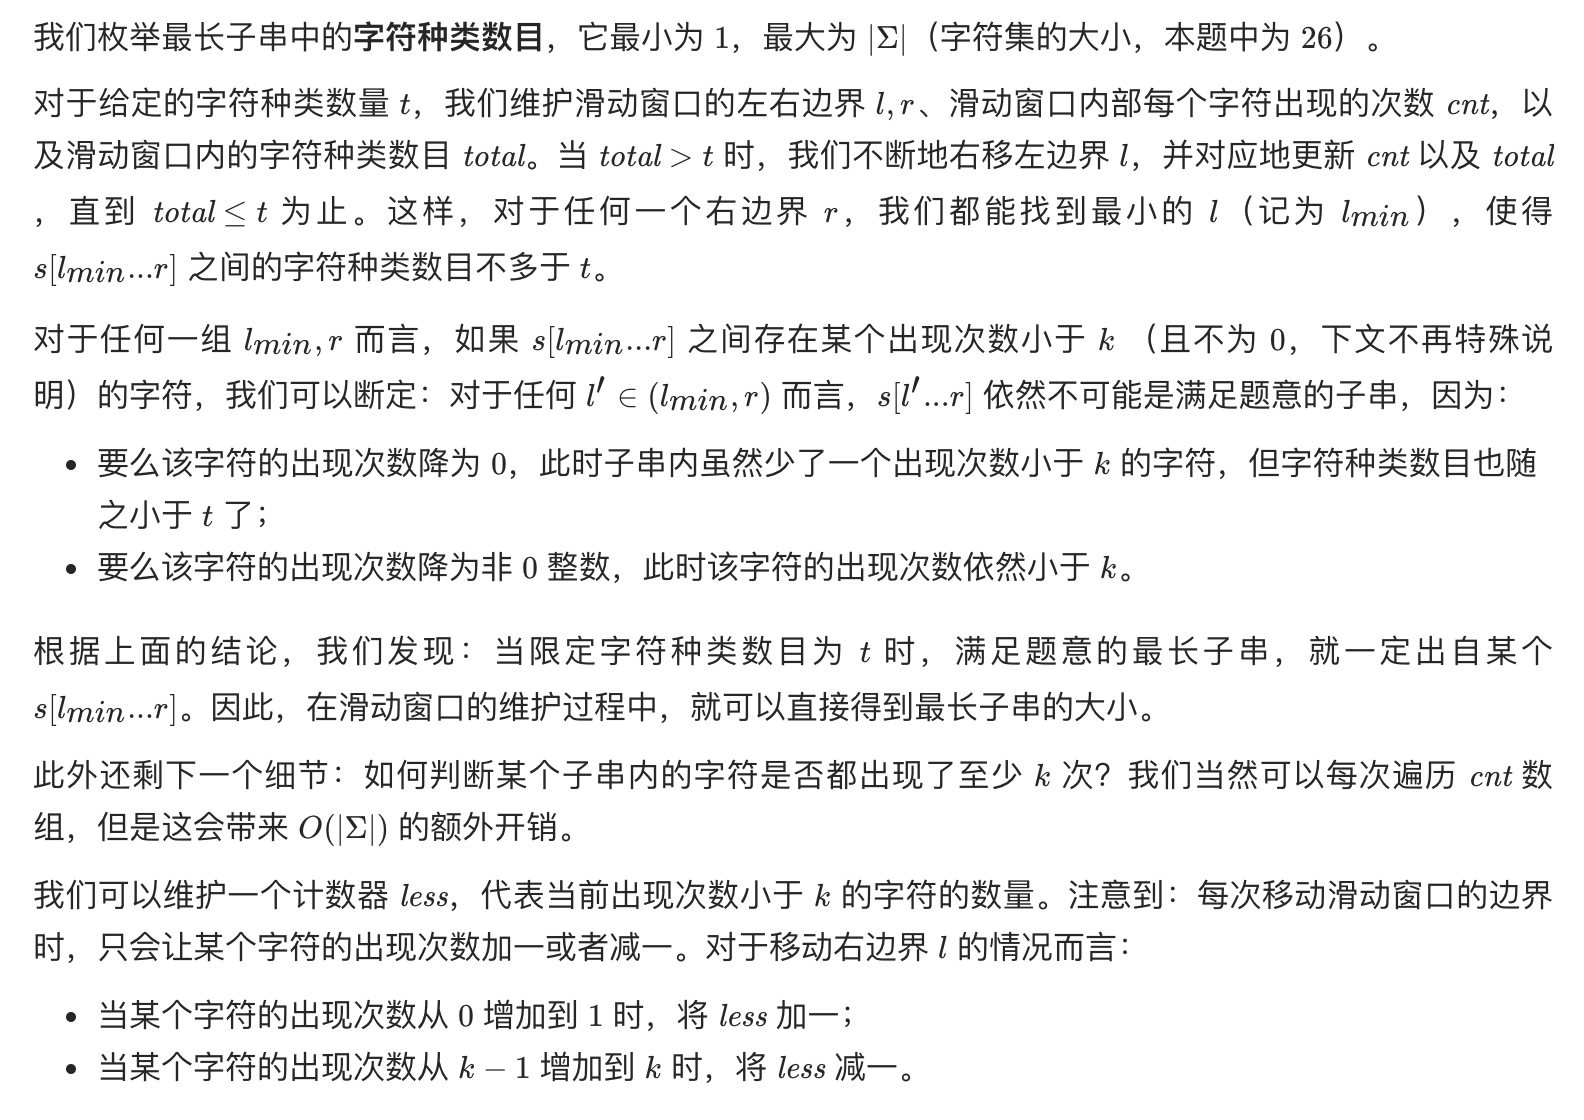 我们枚举最长子串中的字符种类数目，它最小为 1，最大为 |Σ|（字符集的大小，本题中为 26）。
对于给定的字符种类数量 t，我们维护滑动窗口的左右边界 l,r、滑动窗口内部每个字符出现的次数 cnt，以
及滑动窗口内的字符种类数目 total。当 total > t 时，我们不断地右移左边界 l，并对应地更新 cnt 以及 total
，直到 total ≤ t 为止。这样，对于任何一个右边界 r，我们都能找到最小的 l（记为 lmin），使得
s[lmin...r] 之间的字符种类数目不多于 t。
对于任何一组 lmin, r 而言，如果 s[lmin...r] 之间存在某个出现次数小于 k （且不为 0，下文不再特殊说
明）的字符，我们可以断定：对于任何 l′ ∈ (lmin, r) 而言，s[l′...r] 依然不可能是满足题意的子串，因为：
• 要么该字符的出现次数降为 0，此时子串内虽然少了一个出现次数小于 k 的字符，但字符种类数目也随
之小于 t 了；
• 要么该字符的出现次数降为非 0 整数，此时该字符的出现次数依然小于 k。
根据上面的结论，我们发现：当限定字符种类数目为 t 时，满足题意的最长子串，就一定出自某个
s[lmin...r]。因此，在滑动窗口的维护过程中，就可以直接得到最长子串的大小。
此外还剩下一个细节：如何判断某个子串内的字符是否都出现了至少 k 次？我们当然可以每次遍历 cnt 数
组，但是这会带来 O(|Σ|) 的额外开销。
我们可以维护一个计数器 less，代表当前出现次数小于 k 的字符的数量。注意到：每次移动滑动窗口的边界
时，只会让某个字符的出现次数加一或者减一。对于移动右边界 l 的情况而言：
• 当某个字符的出现次数从 0 增加到 1 时，将 less 加一；
• 当某个字符的出现次数从 k − 1 增加到 k 时，将 less 减一。